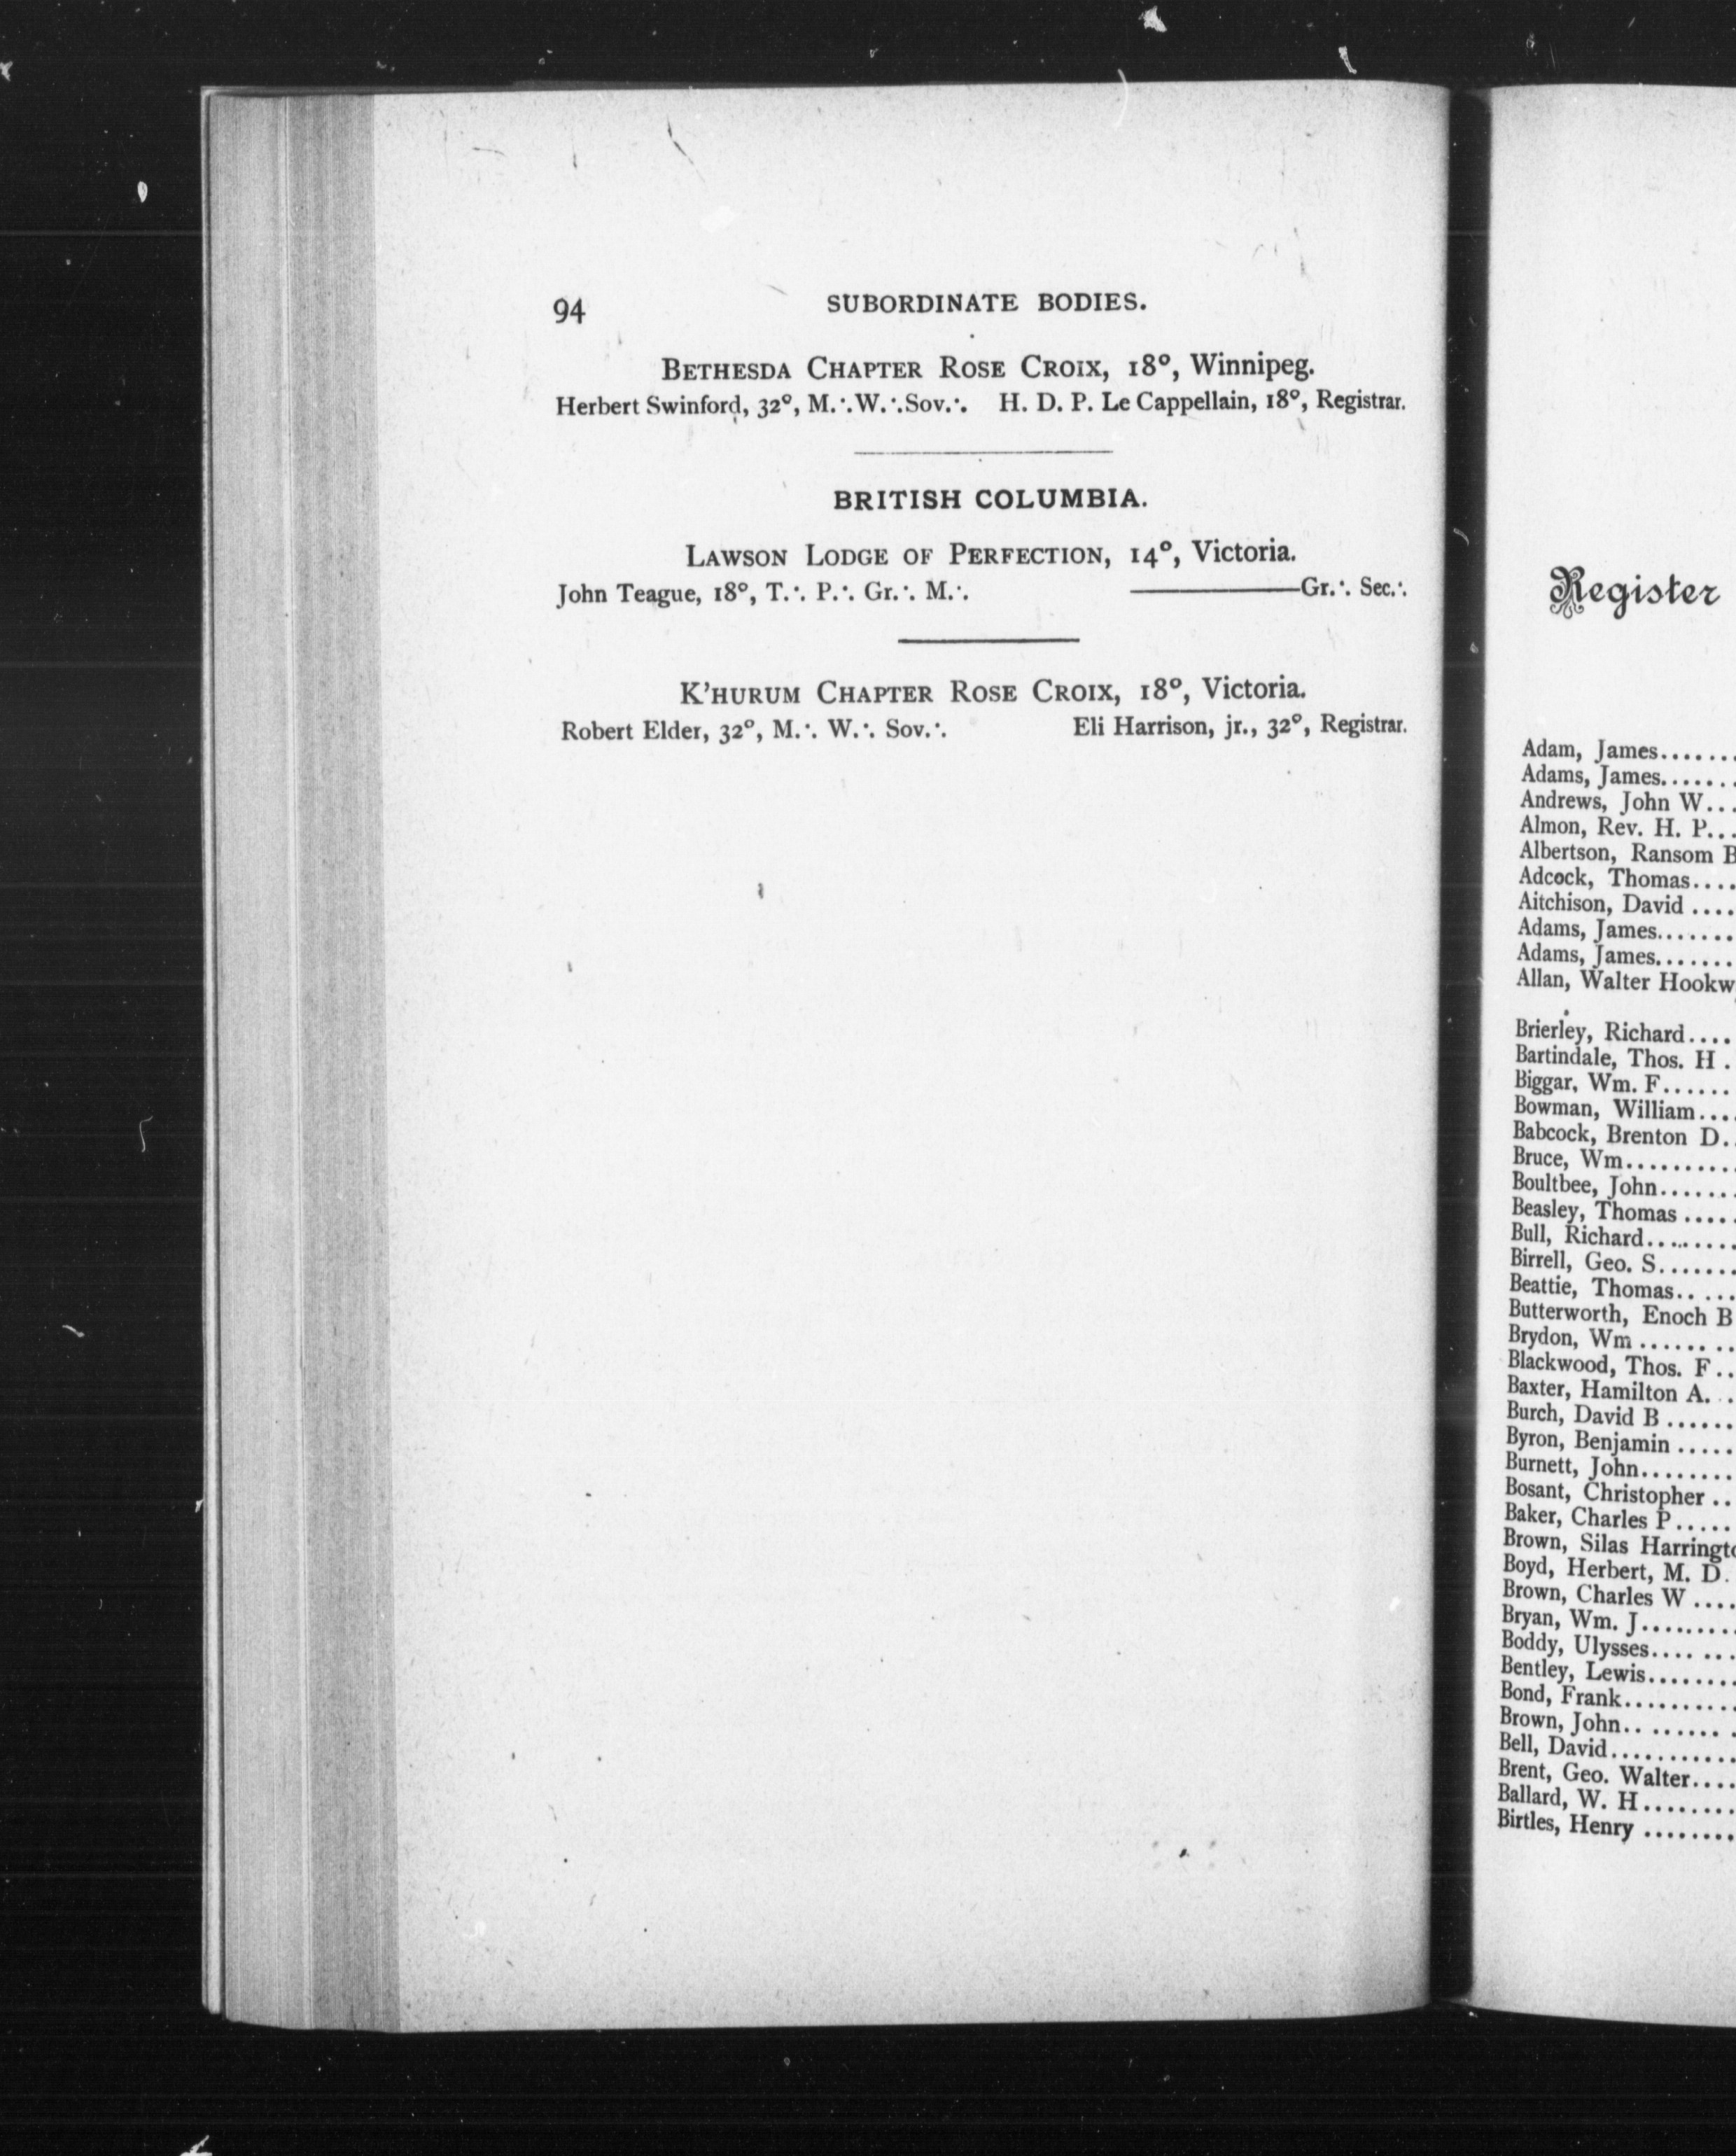 94 SUBORDINATE BODIES.
BETHESDA CHAPTER ROSE CROIX, 18°, Winnipeg.
Herbert Swinford, 32°, M.∴W.∴Sov.∴ H. D. P. Le Cappellain, 18°, Registrar.
BRITISH COLUMBIA.
LAWSON LODGE OF PERFECTION, 14°, Victoria.
John Teague, 18°, T.∴ P.∴ Gr.∴ M.∴ ————Gr.∴ Sec.∴
K'HURUM CHAPTER ROSE CROIX, 18°, Victoria.
Robert Elder, 32°, M.∴ W.∴ Sov.∴ Eli Harrison, jr., 32°, Registrar.
Register
Adam, James.......
Adams, James......
Andrews, John W...
Almon, Rev. H. P...
Albertson, Ransom B
Adcock, Thomas....
Aitchison, David ....
Adams, James.......
Adams, James.......
Allan, Walter Hookw
Brierley, Richard....
Bartindale, Thos. H .
Biggar, Wm. F......
Bowman, William....
Babcock, Brenton D..
Bruce, Wm..........
Boultbee, John.......
Beasley, Thomas ....
Bull, Richard.........
Birrell, Geo. S.......
Beattie, Thomas.. ...
Butterworth, Enoch B
Brydon, Wm ...... ..
Blackwood, Thos. F ..
Baxter, Hamilton A. ..
Burch, David B ......
Byron, Benjamin .....
Burnett, John........
Bosant, Christopher ..
Baker, Charles P .....
Brown, Silas Harringto
Boyd, Herbert, M. D.
Brown, Charles W ....
Bryan, Wm. J.........
Boddy, Ulysses.... ...
Bentley, Lewis........
Bond, Frank..........
Brown, John.. ....... .
Bell, David............
Brent, Geo. Walter....
Ballard, W. H ........
Birtles, Henry ........